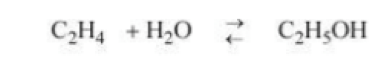 C₂H₄ + H₂O ⇄ C₂H₅OH